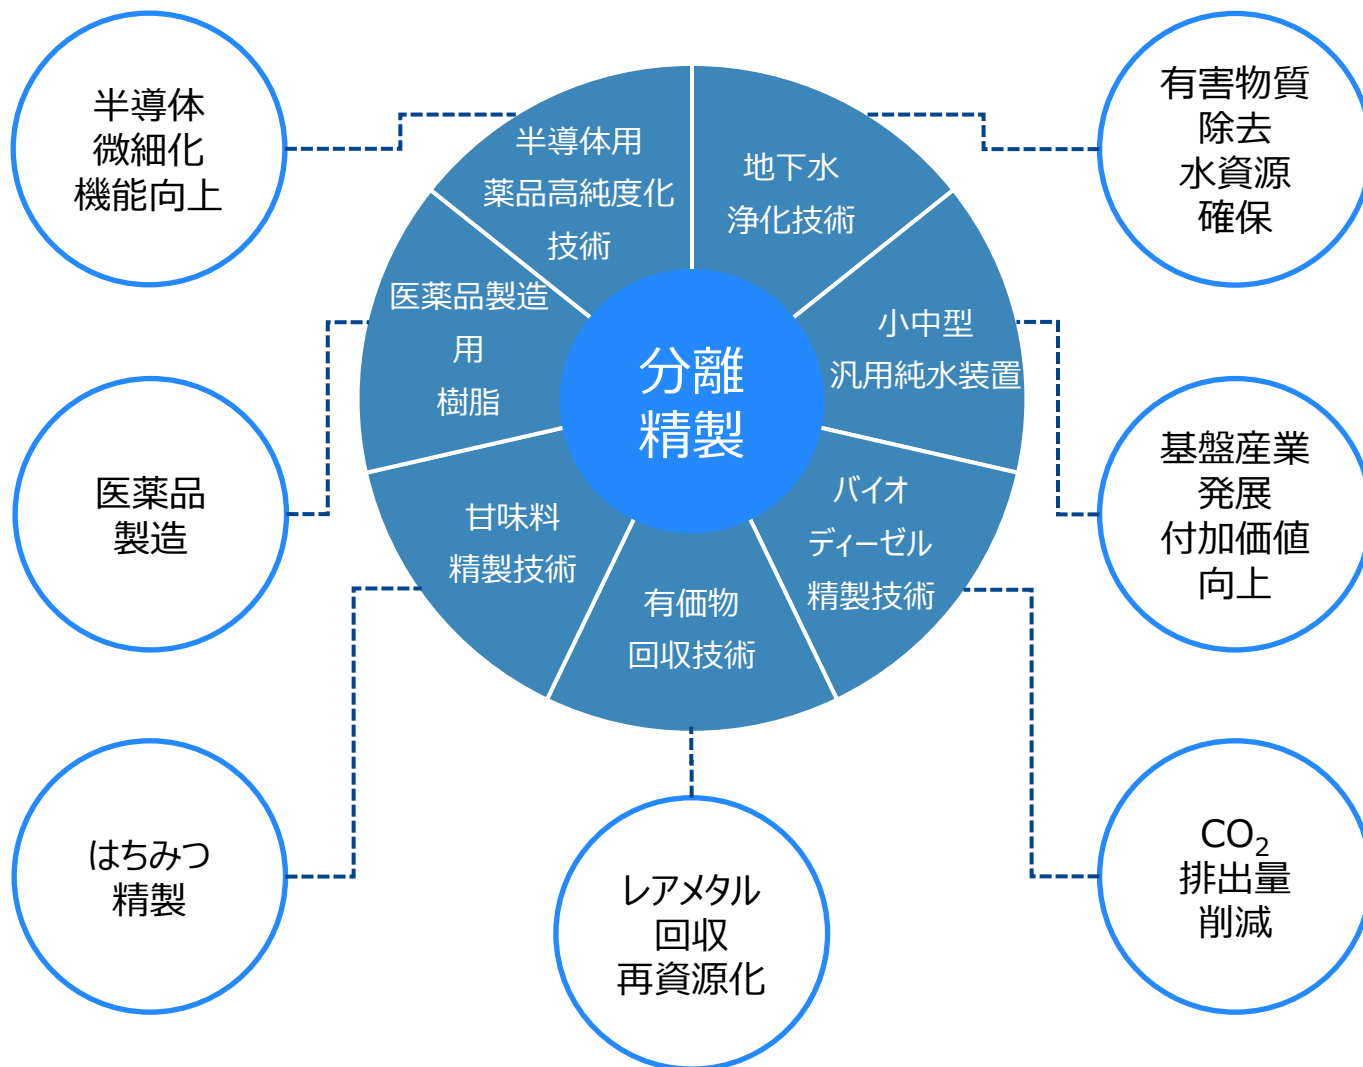 半導体
微細化
機能向上
半導体用
薬品高純度化
技術
地下水
浄化技術
有害物質
除去
水資源
確保
医薬品製造
用
樹脂
分離
精製
小中型
汎用純水装置
医薬品
製造
基盤産業
発展
付加価値
向上
甘味料
精製技術
有価物
回収技術
バイオ
ディーゼル
精製技術
はちみつ
精製
レアメタル
回収
再資源化
CO₂
排出量
削減